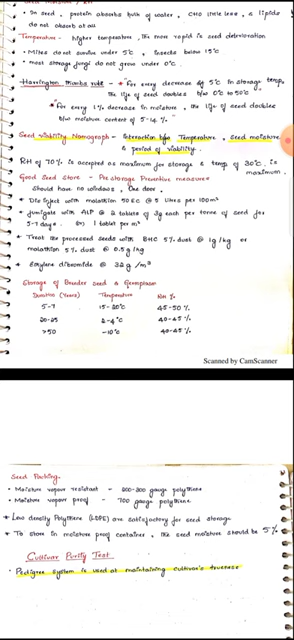 • In seed, protein absorbs bulk of water, CHO little less, & lipids
do not absorb at all
Temperature - higher temperature, the more rapid is seed deterioration
• Mites do not survive under 5°C, insects below 15°C
• most storage fungi do not grow under 0°C.
• Harrington thumbs rule - * "For every decrease of 5°C in storage temp,
the life of seed doubles b/w 0°C to 50°C
* "for every 1% decrease in moisture, the life of seed doubles
b/w moisture content of 5-14%"
Seed viability Nomograph - Interaction b/w Temperature, seed moisture
& period of viability.
RH of 70% is accepted as maximum for storage & temp of 30°C is
maximum.
Good Seed Store - Pre storage Preventive measures
Should have no windows, One door.
* Disinfect with malathion 50 EC @ 5 litres per 100m²
* fumigate with ALP @ 2 tablets of 3g each per tonne of seed for
5-7 days. (or) 1 tablet per m³
* Treat the processed seeds with BHC 5% dust @ 1g/kg or
malathion 5% dust @ 0.5g/kg
* Ethylene dibromide @ 32g/m³
Storage of Breeder seed & Germplasm
Duration (Years) Temperature RH %
5-7 15-20°C 45-50%
20-25 2-4°C 40-45%
>50 -10°C 40-45%
Scanned by CamScanner
Seed Packing.
• Moisture vapour resistant - 200-300 gauge polythene
• Moisture vapour proof - 700 gauge polythene
* Low density Polythene (LDPE) are satisfactory for seed storage
* To store in moisture proof container, the seed moisture should be 5%
Cultivar Purity Test
• Pedigree system is used at maintaining cultivar's trueness